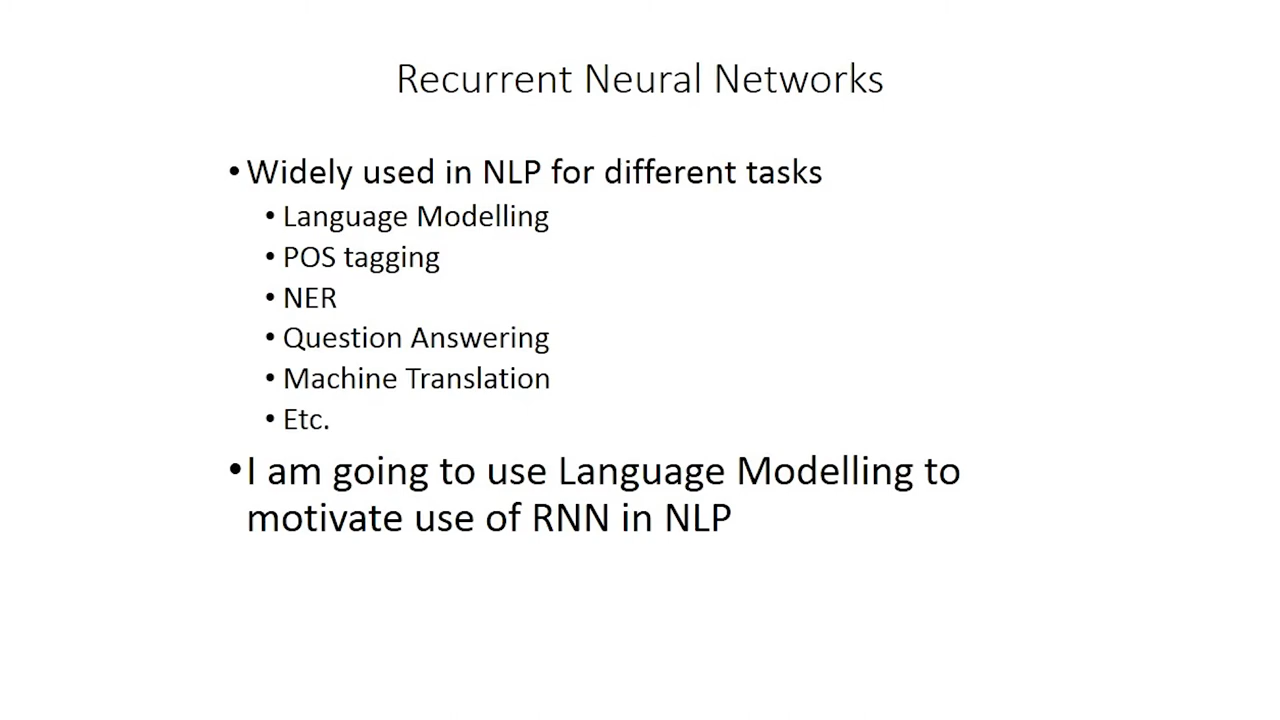 Recurrent Neural Networks
• Widely used in NLP for different tasks
• Language Modelling
• POS tagging
• NER
• Question Answering
• Machine Translation
• Etc.
• I am going to use Language Modelling to
motivate use of RNN in NLP